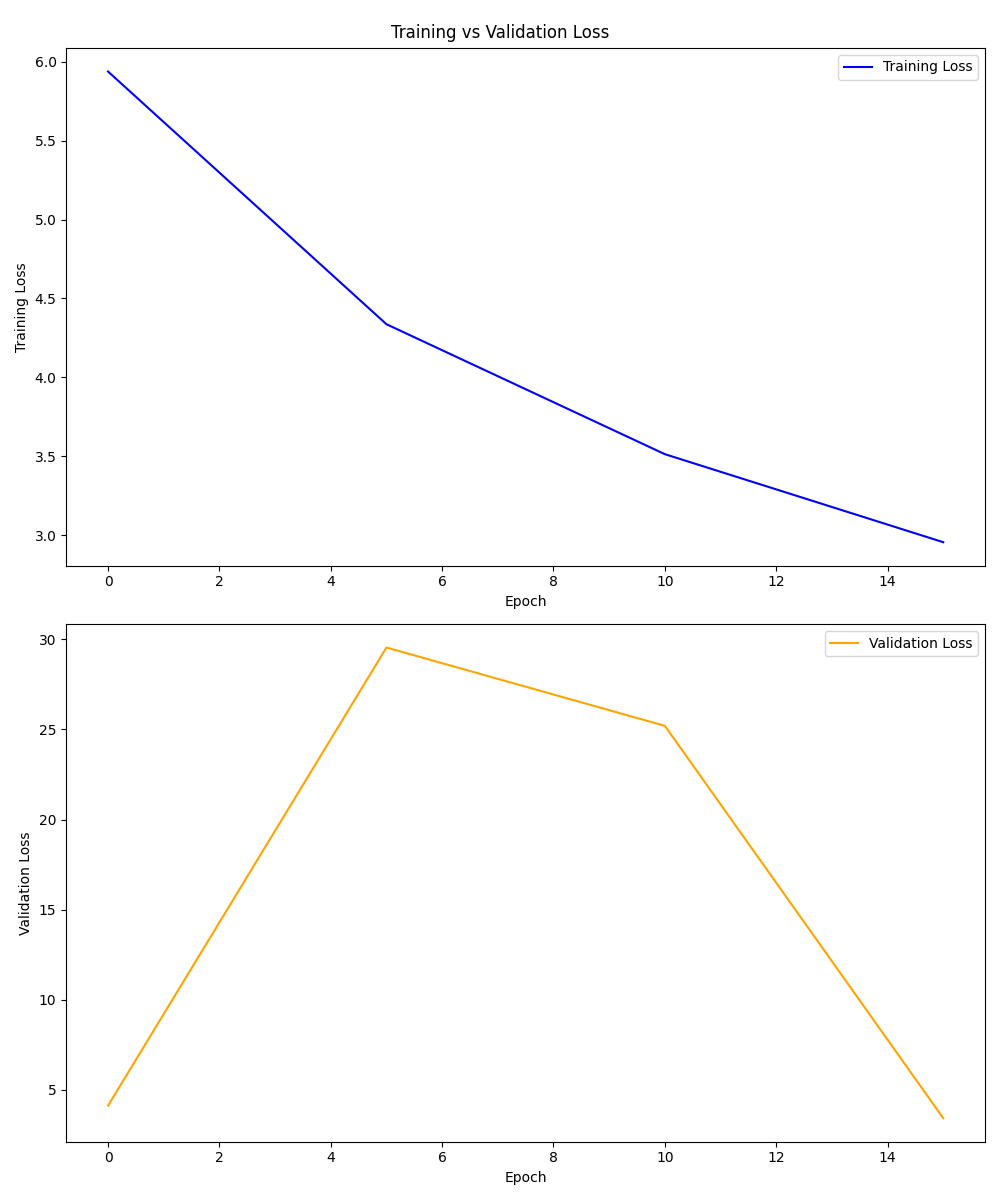 Training vs Validation Loss
Training Loss
6.0
5.5
5.0
4.5
4.0
3.5
3.0
Training Loss
0 2 4 6 8 10 12 14
Epoch
Validation Loss
30
25
20
15
10
5
Validation Loss
0 2 4 6 8 10 12 14
Epoch